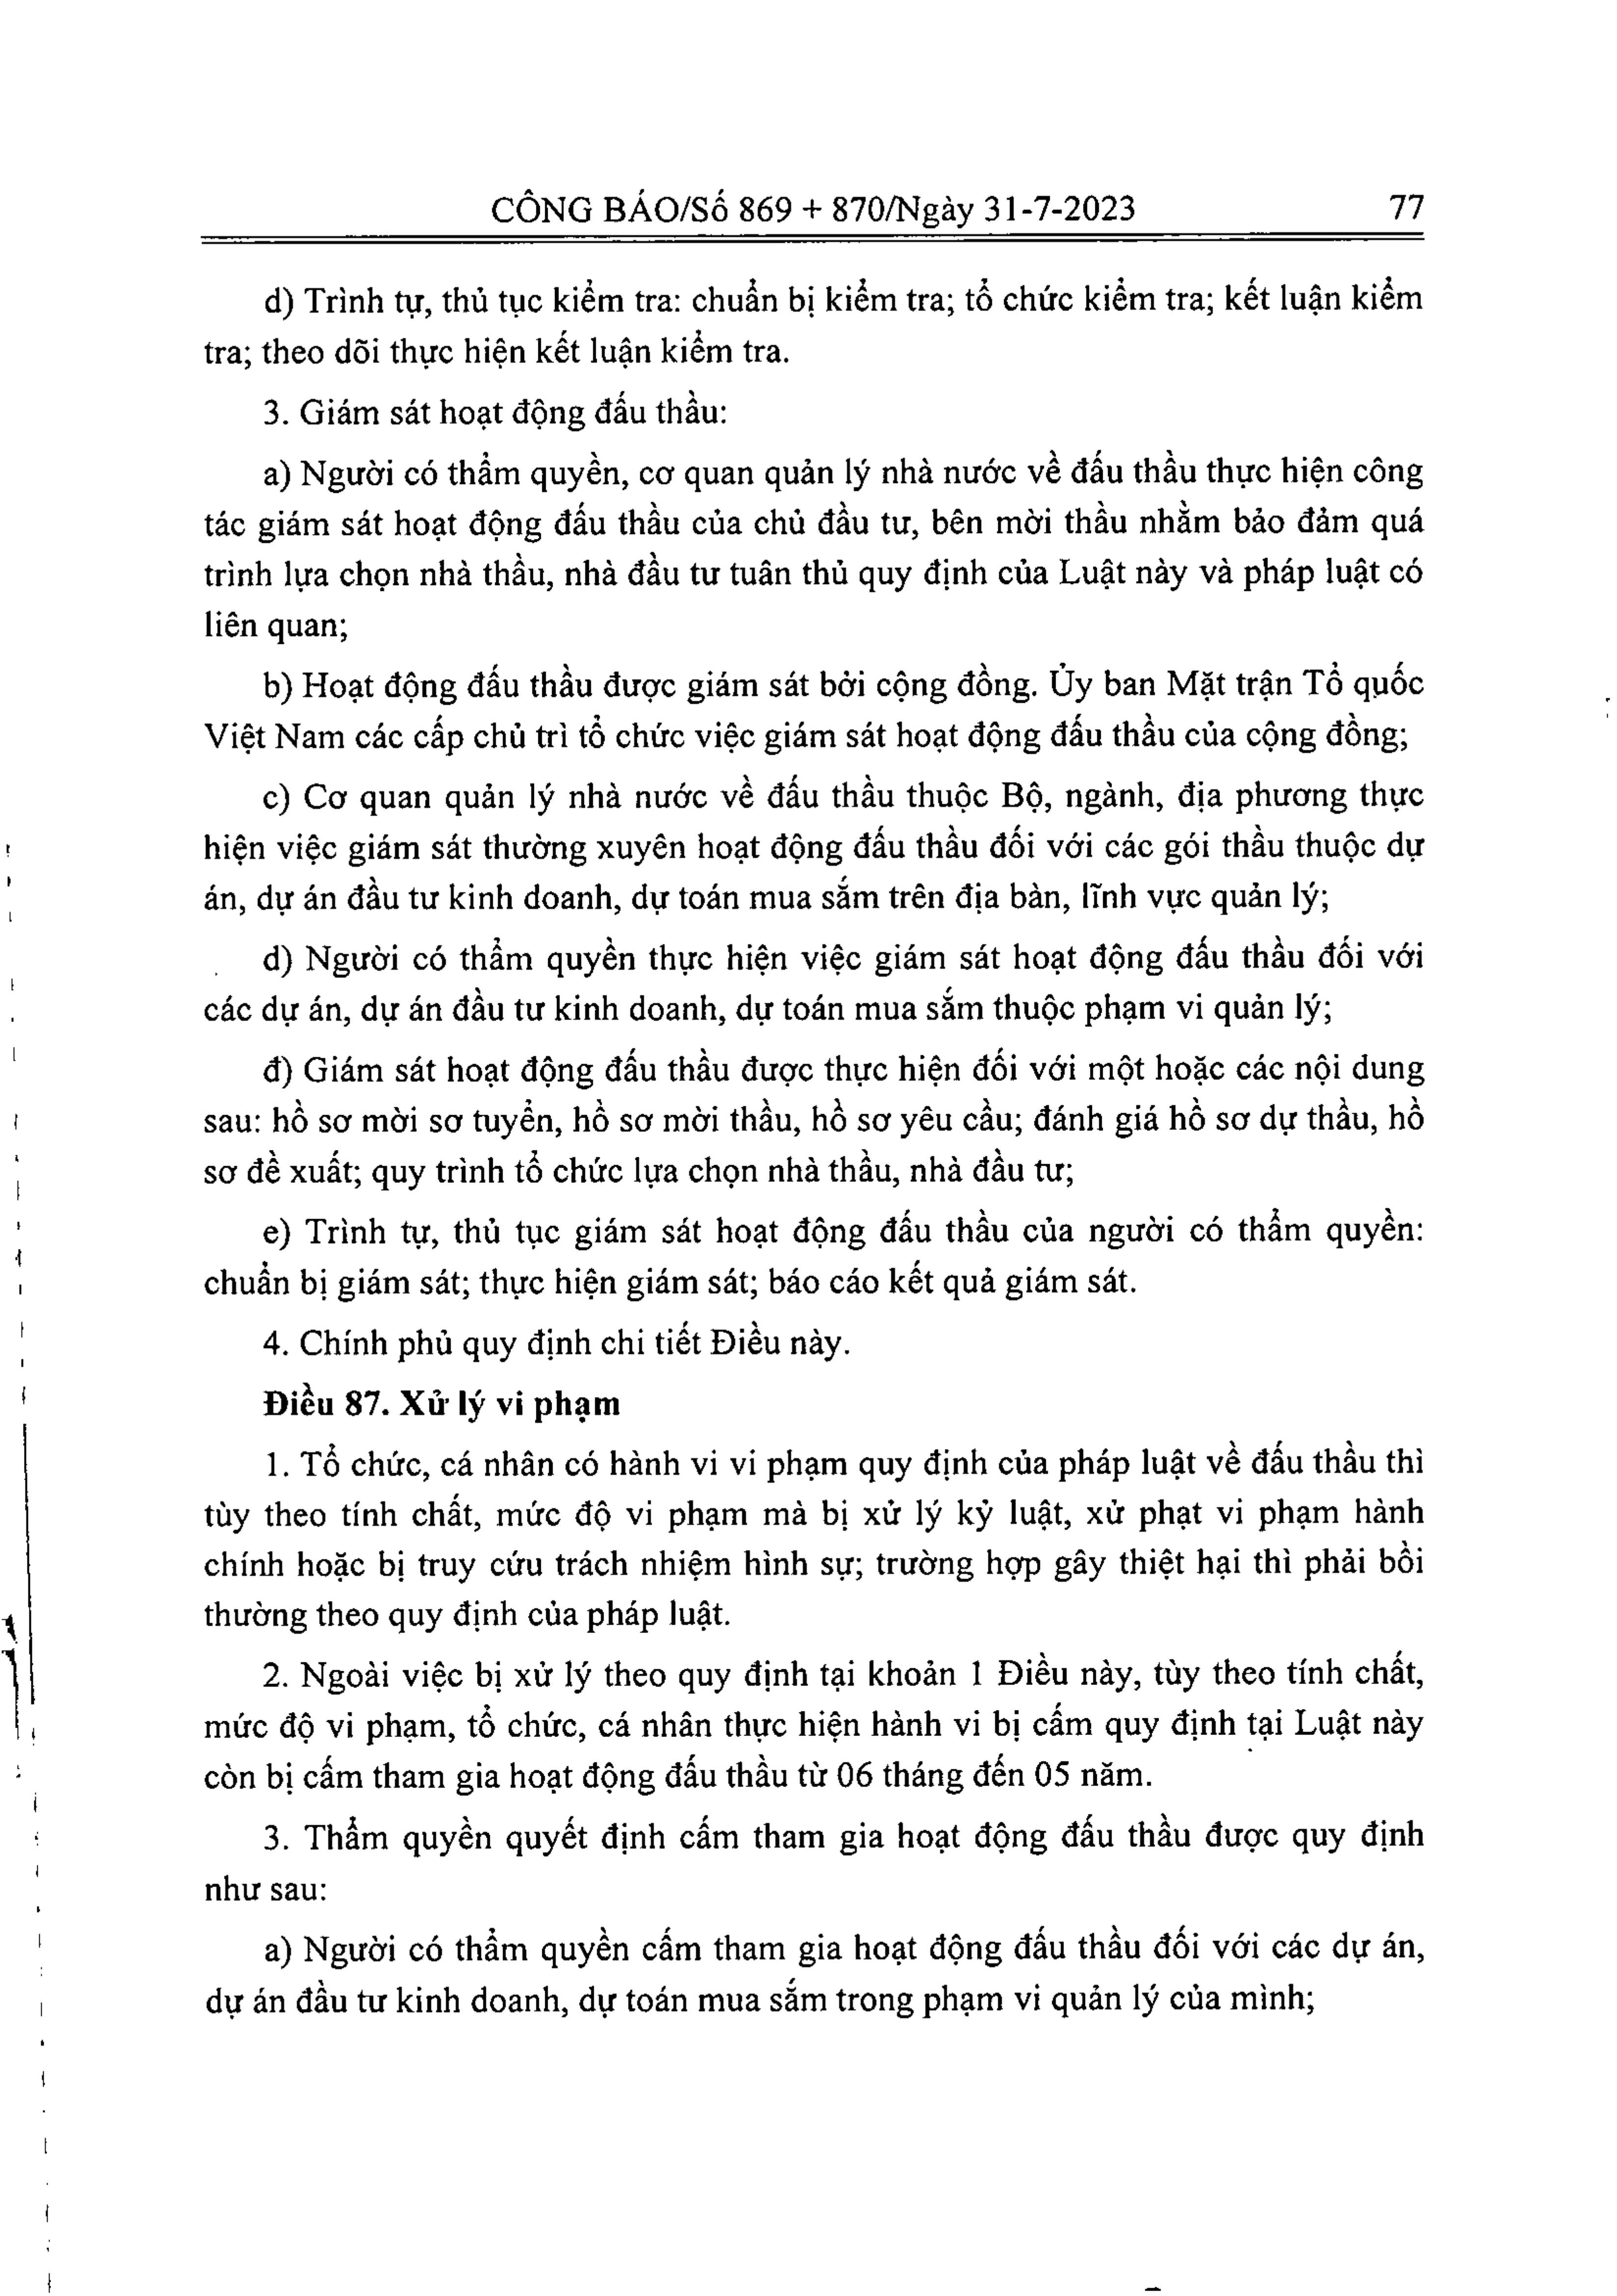 CÔNG BÁO/Số 869 + 870/Ngày 31-7-2023 77
d) Trình tự, thủ tục kiểm tra: chuẩn bị kiểm tra; tổ chức kiểm tra; kết luận kiểm
tra; theo dõi thực hiện kết luận kiểm tra.
3. Giám sát hoạt động đấu thầu:
a) Người có thẩm quyền, cơ quan quản lý nhà nước về đấu thầu thực hiện công
tác giám sát hoạt động đấu thầu của chủ đầu tư, bên mời thầu nhằm bảo đảm quá
trình lựa chọn nhà thầu, nhà đầu tư tuân thủ quy định của Luật này và pháp luật có
liên quan;
b) Hoạt động đấu thầu được giám sát bởi cộng đồng. Ủy ban Mặt trận Tổ quốc
Việt Nam các cấp chủ trì tổ chức việc giám sát hoạt động đấu thầu của cộng đồng;
c) Cơ quan quản lý nhà nước về đấu thầu thuộc Bộ, ngành, địa phương thực
hiện việc giám sát thường xuyên hoạt động đấu thầu đối với các gói thầu thuộc dự
án, dự án đầu tư kinh doanh, dự toán mua sắm trên địa bàn, lĩnh vực quản lý;
d) Người có thẩm quyền thực hiện việc giám sát hoạt động đấu thầu đối với
các dự án, dự án đầu tư kinh doanh, dự toán mua sắm thuộc phạm vi quản lý;
đ) Giám sát hoạt động đấu thầu được thực hiện đối với một hoặc các nội dung
sau: hồ sơ mời sơ tuyển, hồ sơ mời thầu, hồ sơ yêu cầu; đánh giá hồ sơ dự thầu, hồ
sơ đề xuất; quy trình tổ chức lựa chọn nhà thầu, nhà đầu tư;
e) Trình tự, thủ tục giám sát hoạt động đấu thầu của người có thẩm quyền:
chuẩn bị giám sát; thực hiện giám sát; báo cáo kết quả giám sát.
4. Chính phủ quy định chi tiết Điều này.
Điều 87. Xử lý vi phạm
1. Tổ chức, cá nhân có hành vi vi phạm quy định của pháp luật về đấu thầu thì
tùy theo tính chất, mức độ vi phạm mà bị xử lý kỷ luật, xử phạt vi phạm hành
chính hoặc bị truy cứu trách nhiệm hình sự; trường hợp gây thiệt hại thì phải bồi
thường theo quy định của pháp luật.
2. Ngoài việc bị xử lý theo quy định tại khoản 1 Điều này, tùy theo tính chất,
mức độ vi phạm, tổ chức, cá nhân thực hiện hành vi bị cấm quy định tại Luật này
còn bị cấm tham gia hoạt động đấu thầu từ 06 tháng đến 05 năm.
3. Thẩm quyền quyết định cấm tham gia hoạt động đấu thầu được quy định
như sau:
a) Người có thẩm quyền cấm tham gia hoạt động đấu thầu đối với các dự án,
dự án đầu tư kinh doanh, dự toán mua sắm trong phạm vi quản lý của mình;